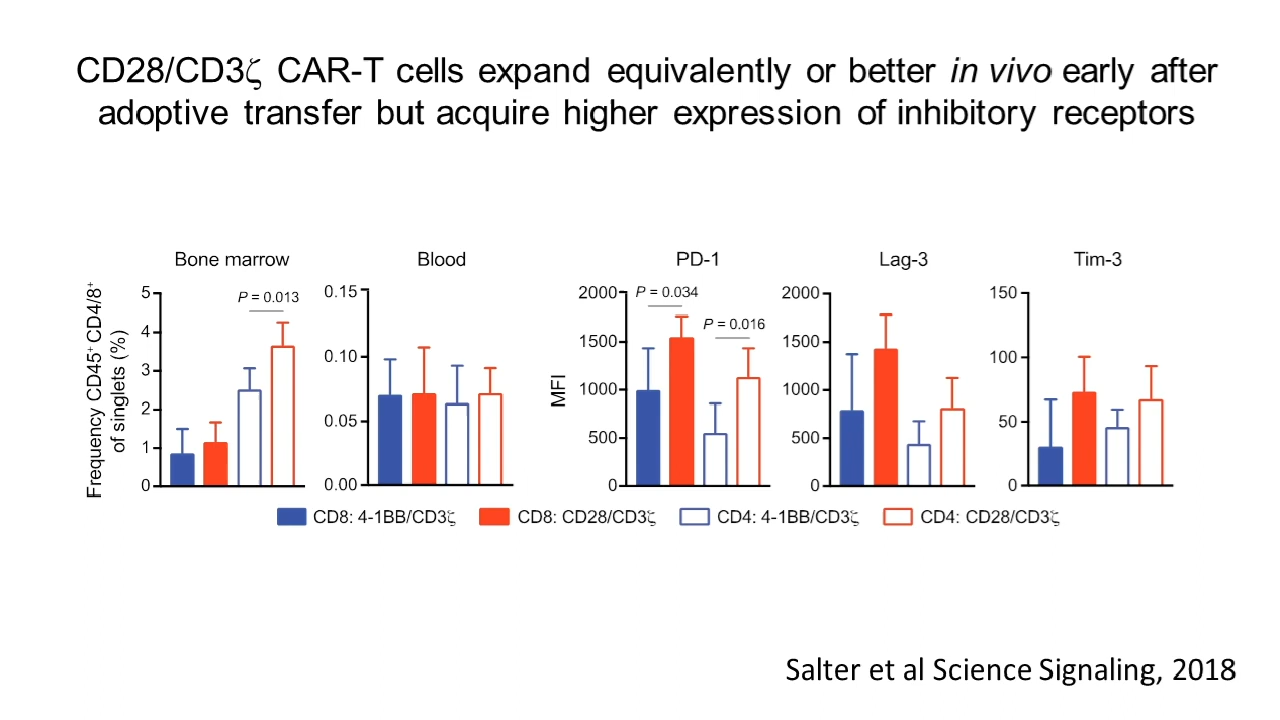 CD28/CD3ζ CAR-T cells expand equivalently or better in vivo early after
adoptive transfer but acquire higher expression of inhibitory receptors
Bone marrow
Frequency CD45⁺ CD4/8⁺
of singlets (%)
5
4
3
2
1
0
P = 0.013
Blood
0.15
0.10
0.05
0.00
PD-1
MFI
2000
1500
1000
500
0
P = 0.034
P = 0.016
Lag-3
2000
1500
1000
500
0
Tim-3
150
100
50
0
CD8: 4-1BB/CD3ζ
CD8: CD28/CD3ζ
CD4: 4-1BB/CD3ζ
CD4: CD28/CD3ζ
Salter et al Science Signaling, 2018